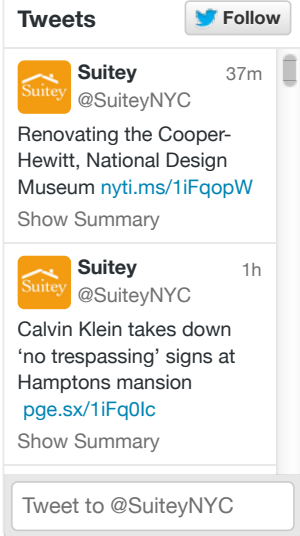 Tweets
Follow
Suitey
37m
Suitey
@SuiteyNYC
Renovating the Cooper-
Hewitt, National Design
Museum nyti.ms/1iFqopW
Show Summary
Suitey
1h
Suitey
@SuiteyNYC
Calvin Klein takes down
‘no trespassing’ signs at
Hamptons mansion
pge.sx/1iFq0Ic
Show Summary
Tweet to @SuiteyNYC